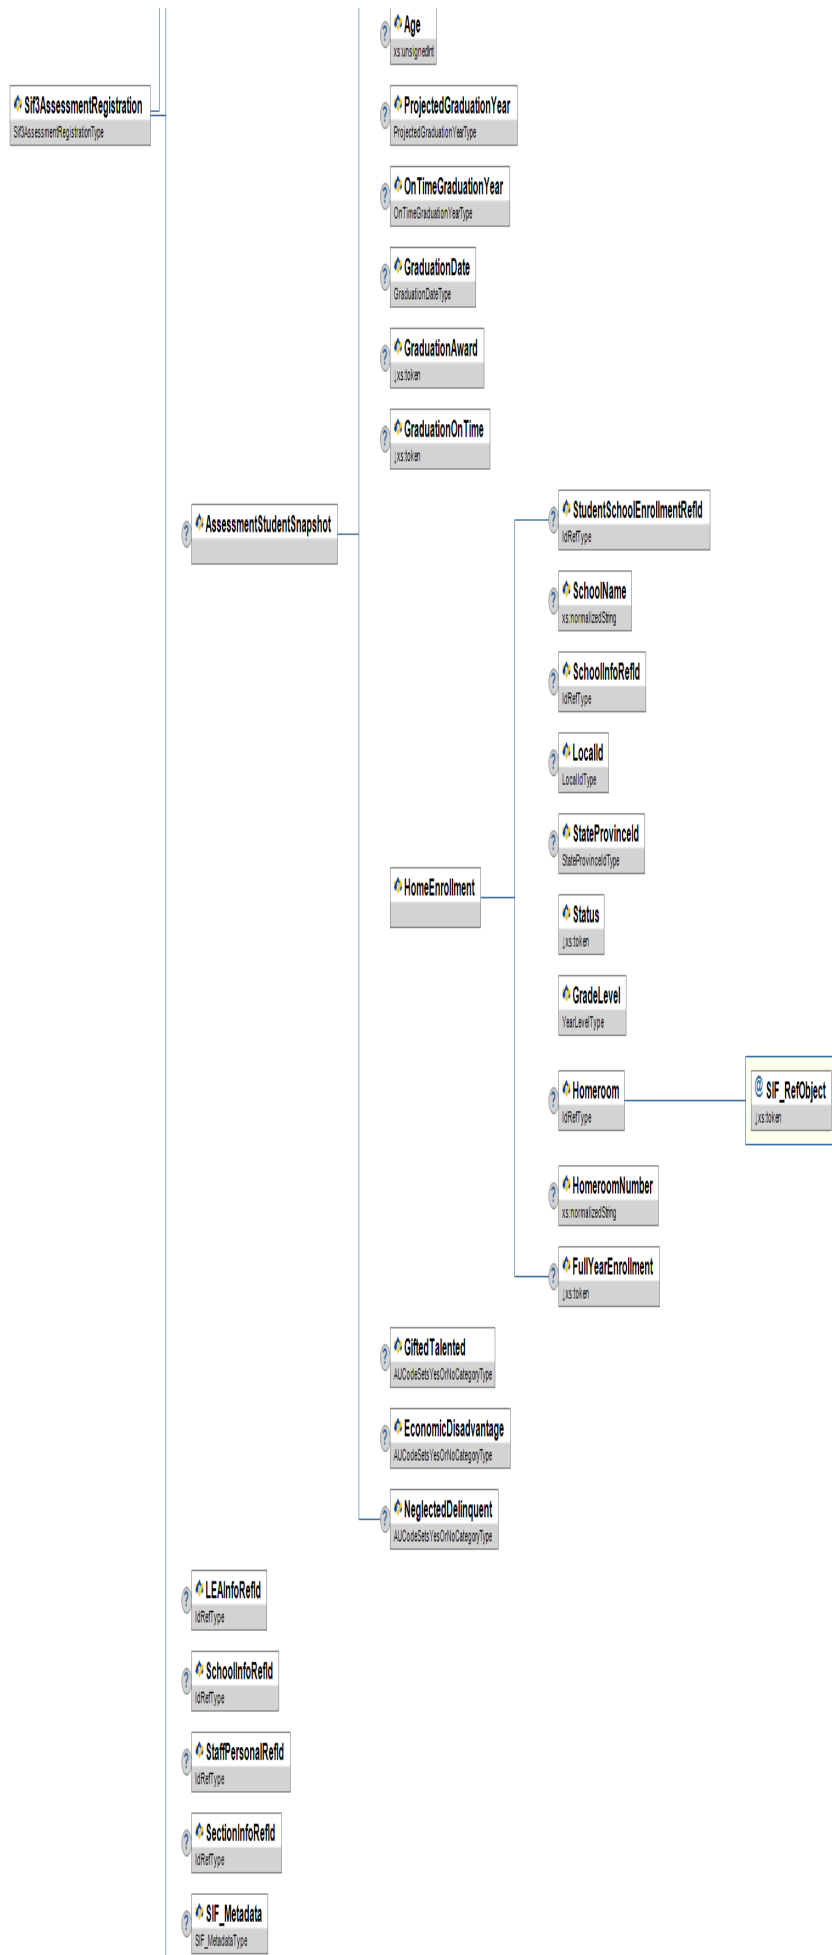 Age
xs:unsignedInt
Sif3AssessmentRegistration
Sif3AssessmentRegistrationType
ProjectedGraduationYear
ProjectedGraduationYearType
OnTimeGraduationYear
OnTimeGraduationYearType
GraduationDate
GraduationDateType
GraduationAward
xs:token
GraduationOnTime
xs:token
AssessmentStudentSnapshot
StudentSchoolEnrollmentRefId
IdRefType
SchoolName
xs:normalizedString
SchoolInfoRefId
IdRefType
LocalId
LocalIdType
StateProvinceId
StateProvinceIdType
HomeEnrollment
Status
xs:token
GradeLevel
YearLevelType
Homeroom
IdRefType
@ SIF_RefObject
xs:token
HomeroomNumber
xs:normalizedString
FullYearEnrollment
xs:token
GiftedTalented
AUCodeSetsYesOrNoCategoryType
EconomicDisadvantage
AUCodeSetsYesOrNoCategoryType
NeglectedDelinquent
AUCodeSetsYesOrNoCategoryType
LEAInfoRefId
IdRefType
SchoolInfoRefId
IdRefType
StaffPersonalRefId
IdRefType
SectionInfoRefId
IdRefType
SIF_Metadata
SIF_MetadataType